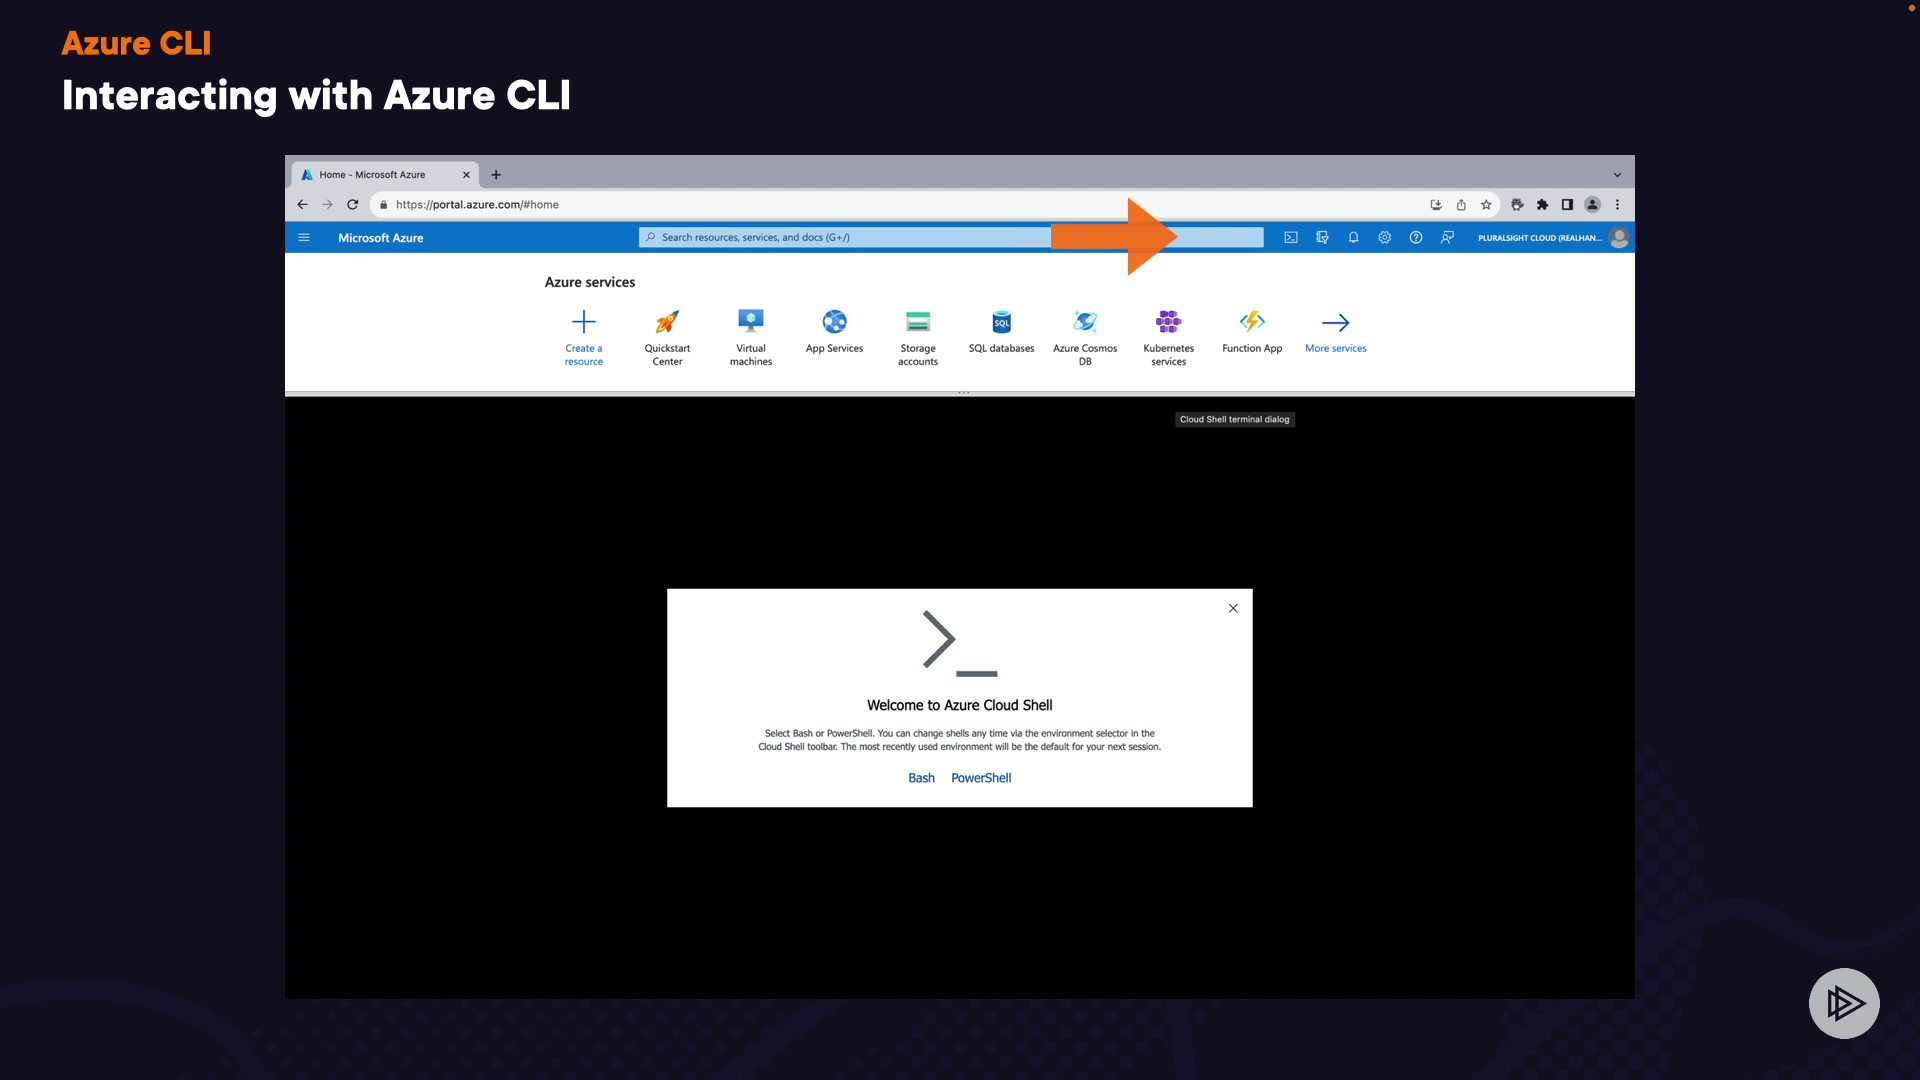 Azure CLI
Interacting with Azure CLI
Home - Microsoft Azure
https://portal.azure.com/#home
Microsoft Azure
Search resources, services, and docs (G+/)
PLURALSIGHT CLOUD (REALHAN...
Azure services
Create a resource
Quickstart Center
Virtual machines
App Services
Storage accounts
SQL
SQL databases
Azure Cosmos DB
Kubernetes services
Function App
More services
Cloud Shell terminal dialog
Welcome to Azure Cloud Shell
Select Bash or PowerShell. You can change shells any time via the environment selector in the
Cloud Shell toolbar. The most recently used environment will be the default for your next session.
Bash PowerShell